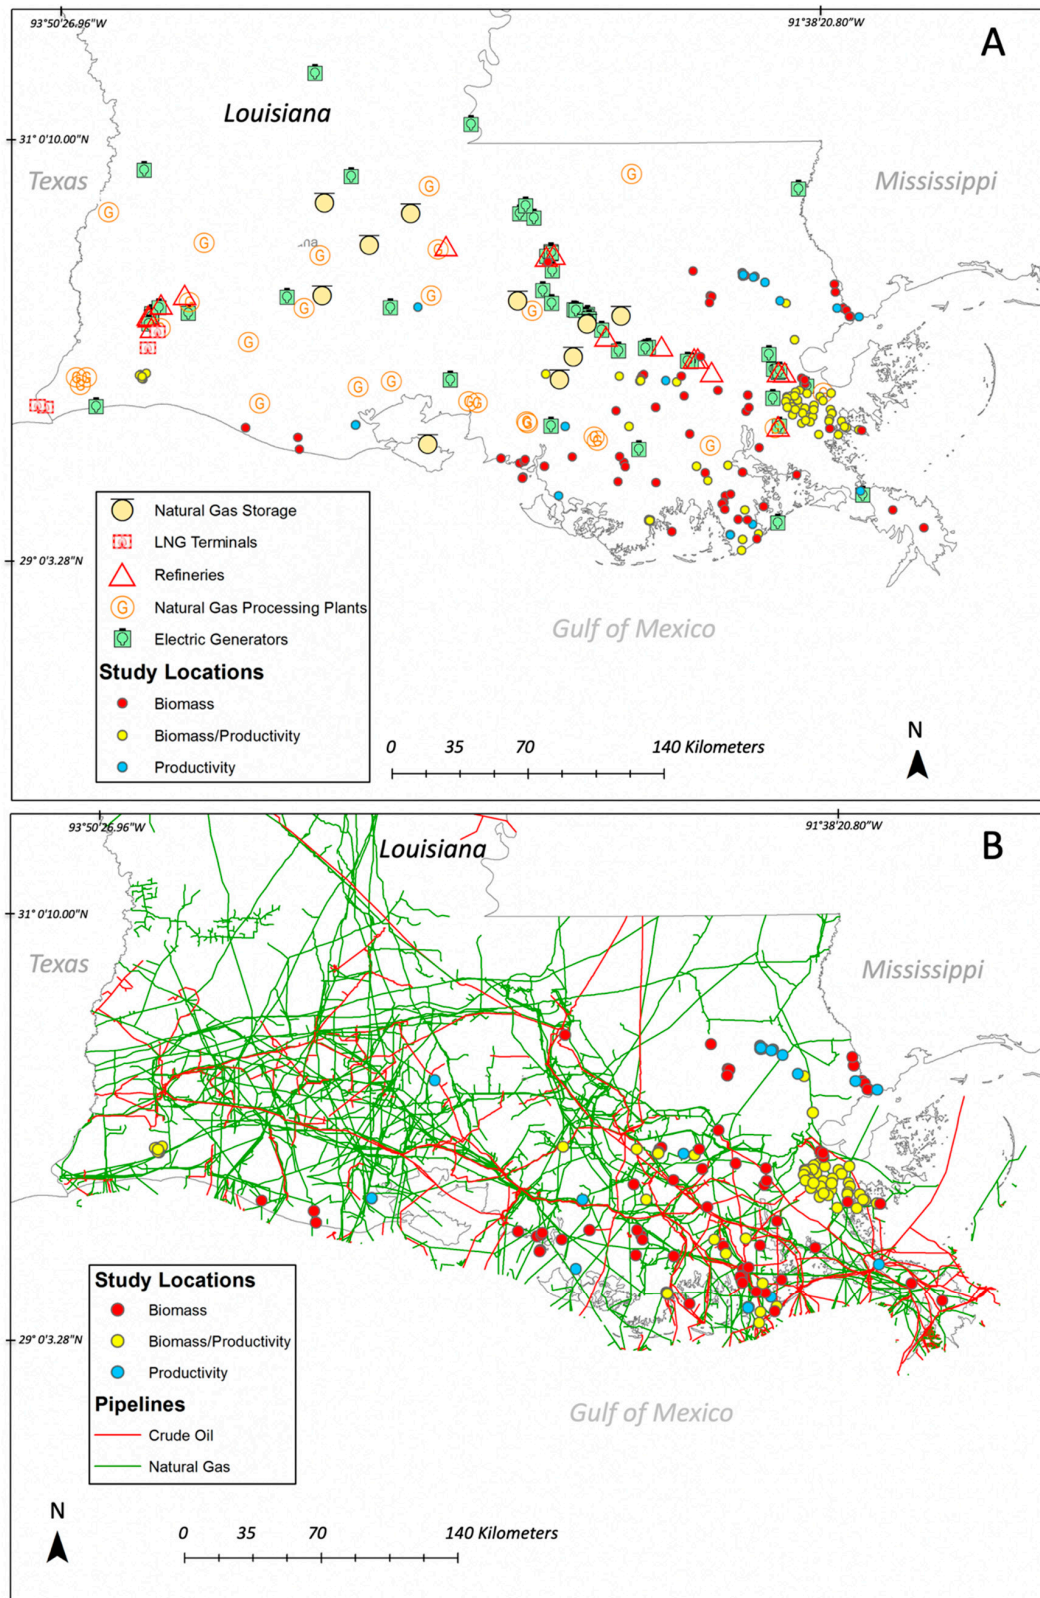 93°50'26.96"W
91°38'20.80"W
A
Louisiana
31° 0'10.00"N
Texas
Mississippi
na
Natural Gas Storage
LNG Terminals
Refineries
Natural Gas Processing Plants
Electric Generators
Study Locations
Biomass
Biomass/Productivity
Productivity
29° 0'3.28"N
Gulf of Mexico
N
0 35 70 140 Kilometers
93°50'26.96"W
91°38'20.80"W
Louisiana
B
31° 0'10.00"N
Texas
Mississippi
Study Locations
Biomass
Biomass/Productivity
Productivity
Pipelines
Crude Oil
Natural Gas
29° 0'3.28"N
Gulf of Mexico
N
0 35 70 140 Kilometers